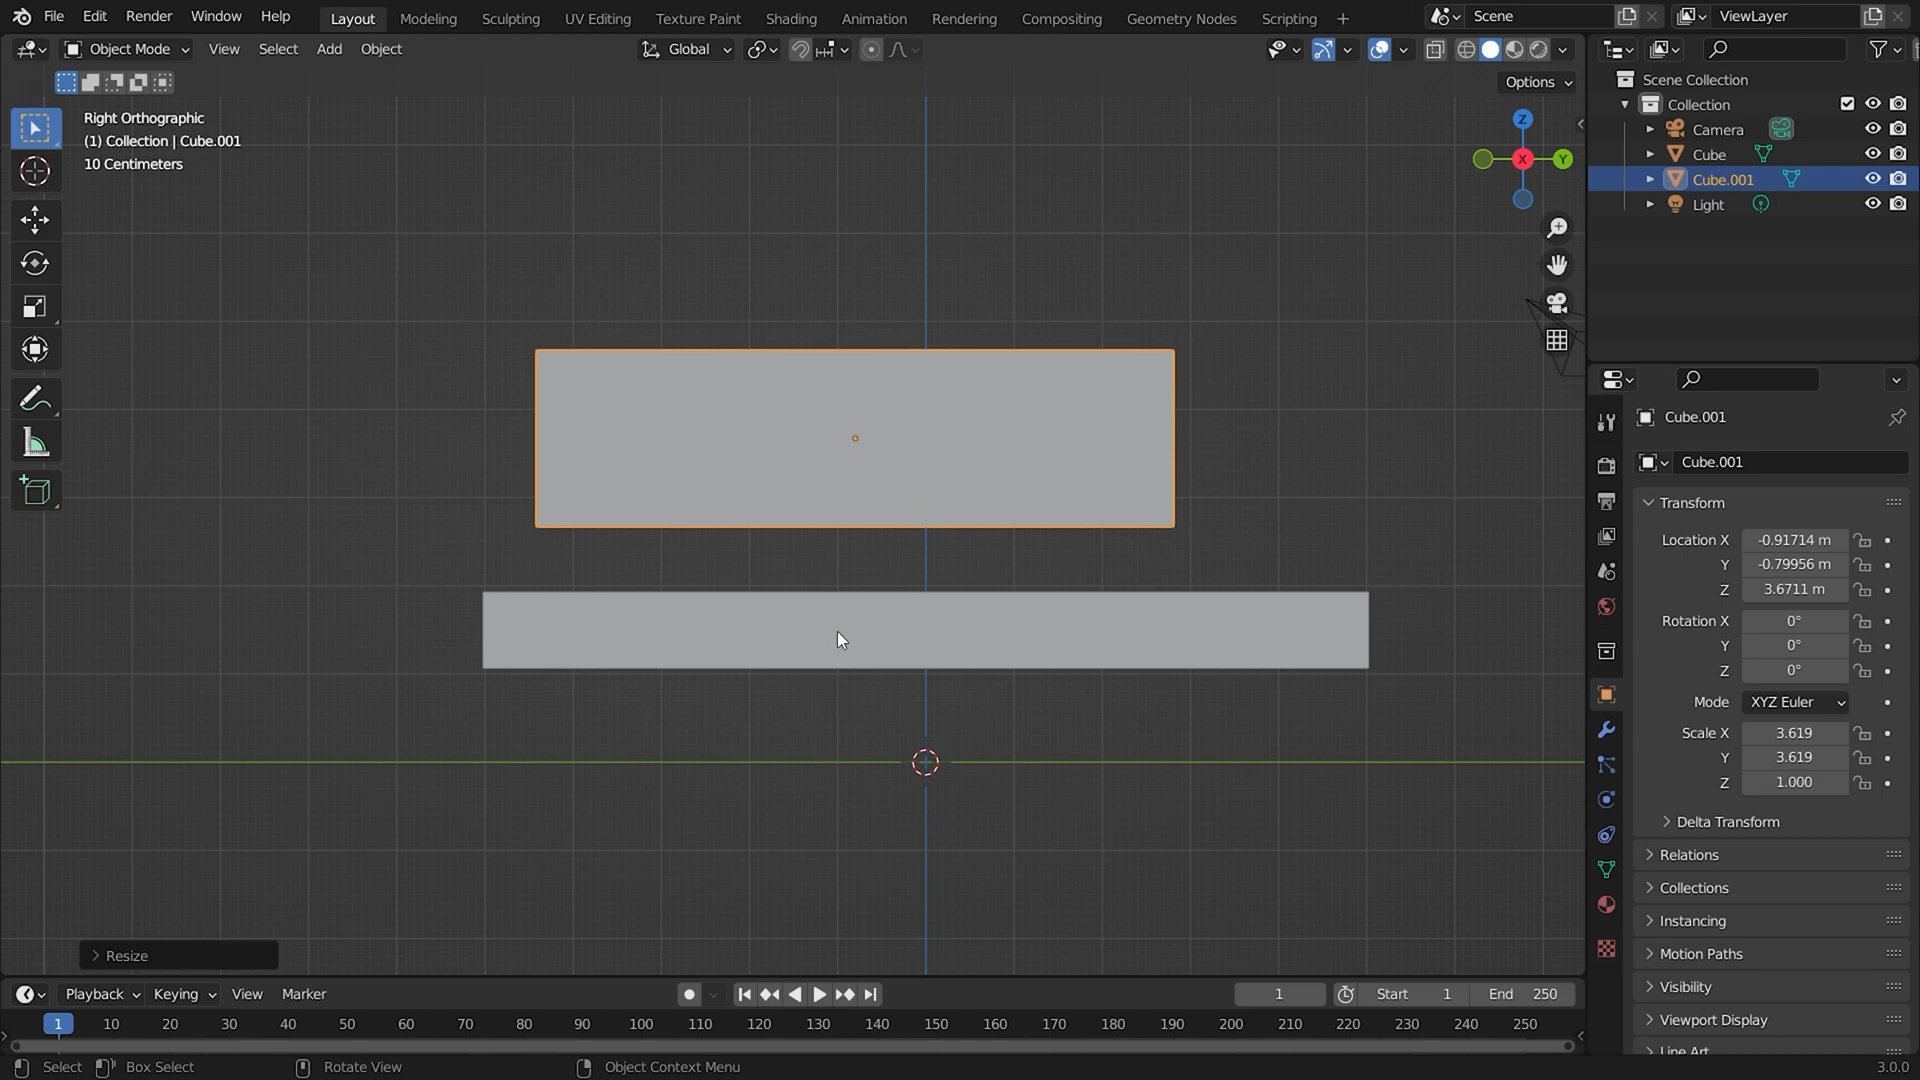 File Edit Render Window Help Layout Modeling Sculpting UV Editing Texture Paint Shading Animation Rendering Compositing Geometry Nodes Scripting + Scene ViewLayer
Object Mode View Select Add Object Global
Options
Right Orthographic
(1) Collection | Cube.001
10 Centimeters
Z
X
Y
Scene Collection
Collection
Camera
Cube
Cube.001
Light
Cube.001
Cube.001
Transform
Location X -0.91714 m
Y -0.79956 m
Z 3.6711 m
Rotation X 0°
Y 0°
Z 0°
Mode XYZ Euler
Scale X 3.619
Y 3.619
Z 1.000
Delta Transform
Relations
Collections
Instancing
Motion Paths
Visibility
Viewport Display
Line Art
Resize
Playback Keying View Marker 1 Start 1 End 250
1 10 20 30 40 50 60 70 80 90 100 110 120 130 140 150 160 170 180 190 200 210 220 230 240 250
Select Box Select Rotate View Object Context Menu 3.0.0